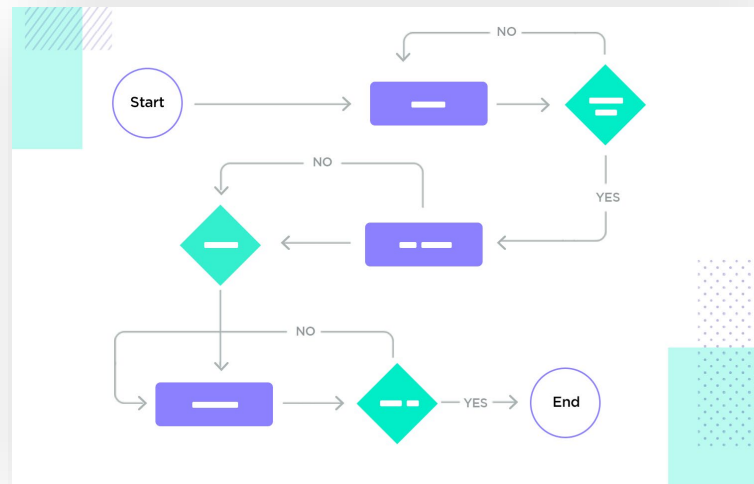 NO
Start
YES
NO
NO
YES
End